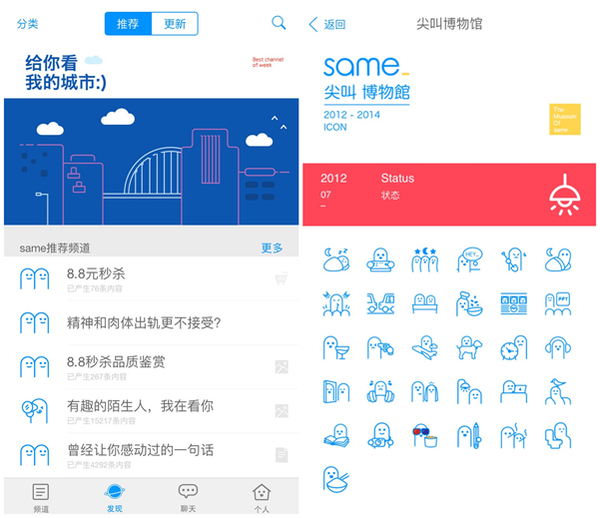 分类
推荐
更新
给你看
我的城市:)
Best channel
of week
same推荐频道
更多
8.8元秒杀
已产生76条内容
精神和肉体出轨更不接受?
8.8秒杀品质鉴赏
已产生267条内容
有趣的陌生人，我在看你
已产生15217条内容
曾经让你感动过的一句话
已产生4292条内容
频道
发现
聊天
个人
返回
尖叫博物馆
same_
尖叫 博物館
2012 - 2014
ICON
The
Museum
Of
same
2012
Status
07
状态
–
HEY..
PPT